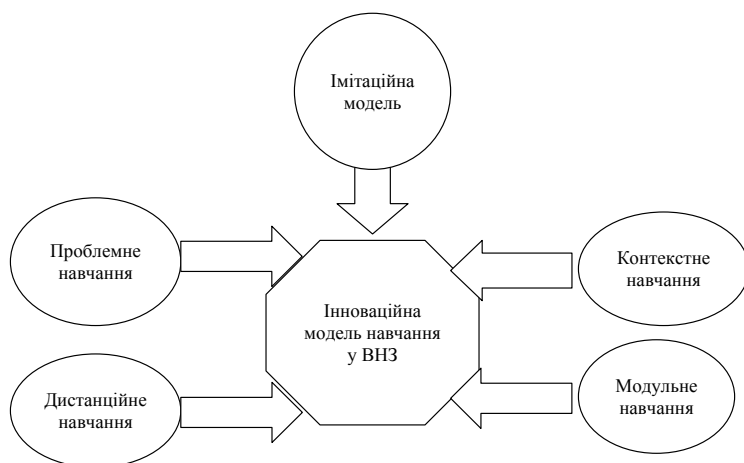 Імітаційна
модель
Проблемне
навчання
Контекстне
навчання
Інноваційна
модель навчання
у ВНЗ
Дистанційне
навчання
Модульне
навчання